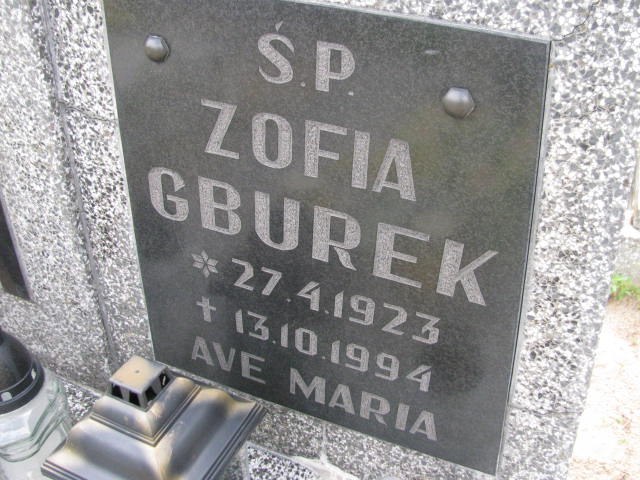 Ś.P.
ZOFIA
GBUREK
* 27.4.1923
† 13.10.1994
AVE MARIA